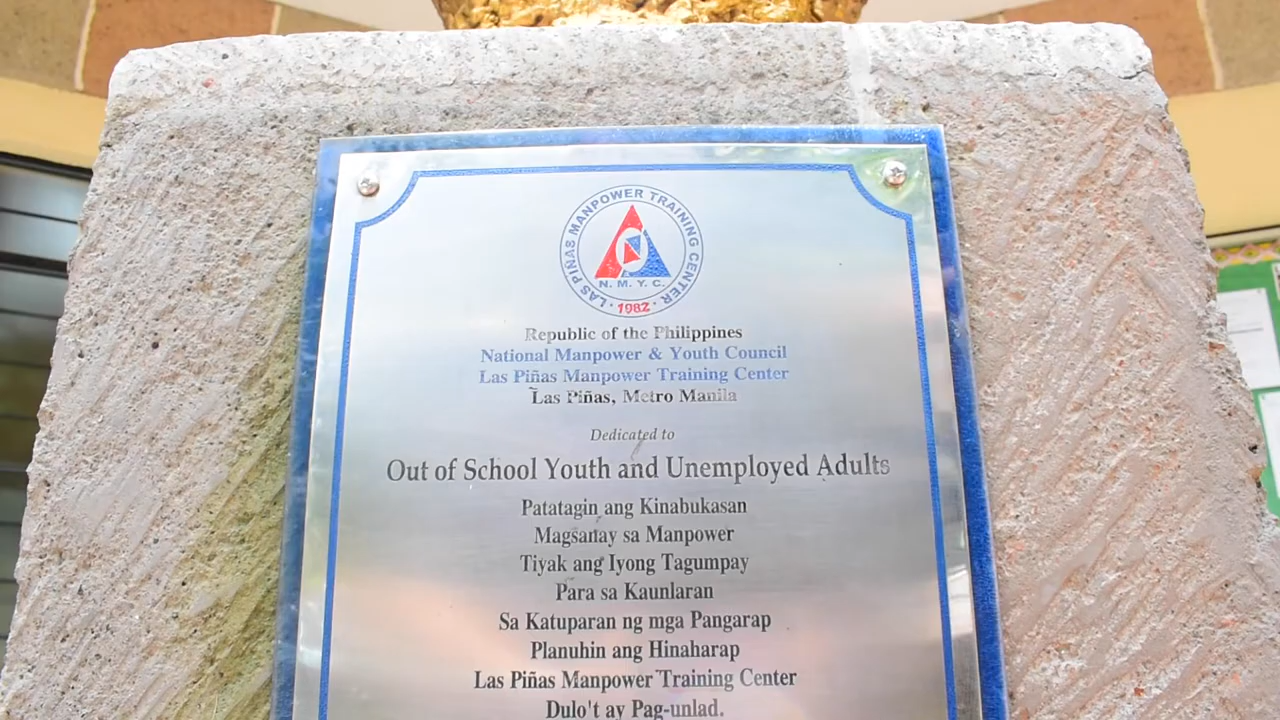 LAS PIÑAS MANPOWER TRAINING CENTER
N. M. Y. C.
· 1982 ·
Republic of the Philippines
National Manpower & Youth Council
Las Piñas Manpower Training Center
Las Piñas, Metro Manila
Dedicated to
Out of School Youth and Unemployed Adults
Patatagin ang Kinabukasan
Magsanay sa Manpower
Tiyak ang Iyong Tagumpay
Para sa Kaunlaran
Sa Katuparan ng mga Pangarap
Planuhin ang Hinaharap
Las Piñas Manpower Training Center
Dulo't ay Pag-unlad.